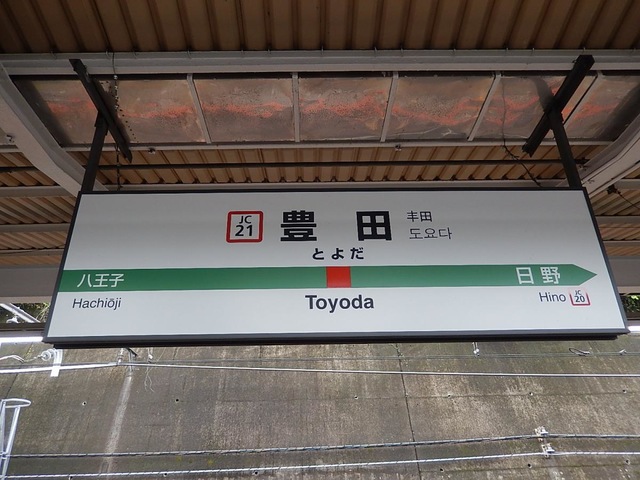 JC
21
豊田
丰田
도요다
とよだ
八王子
日野
Hachiōji
Toyoda
Hino
JC
20